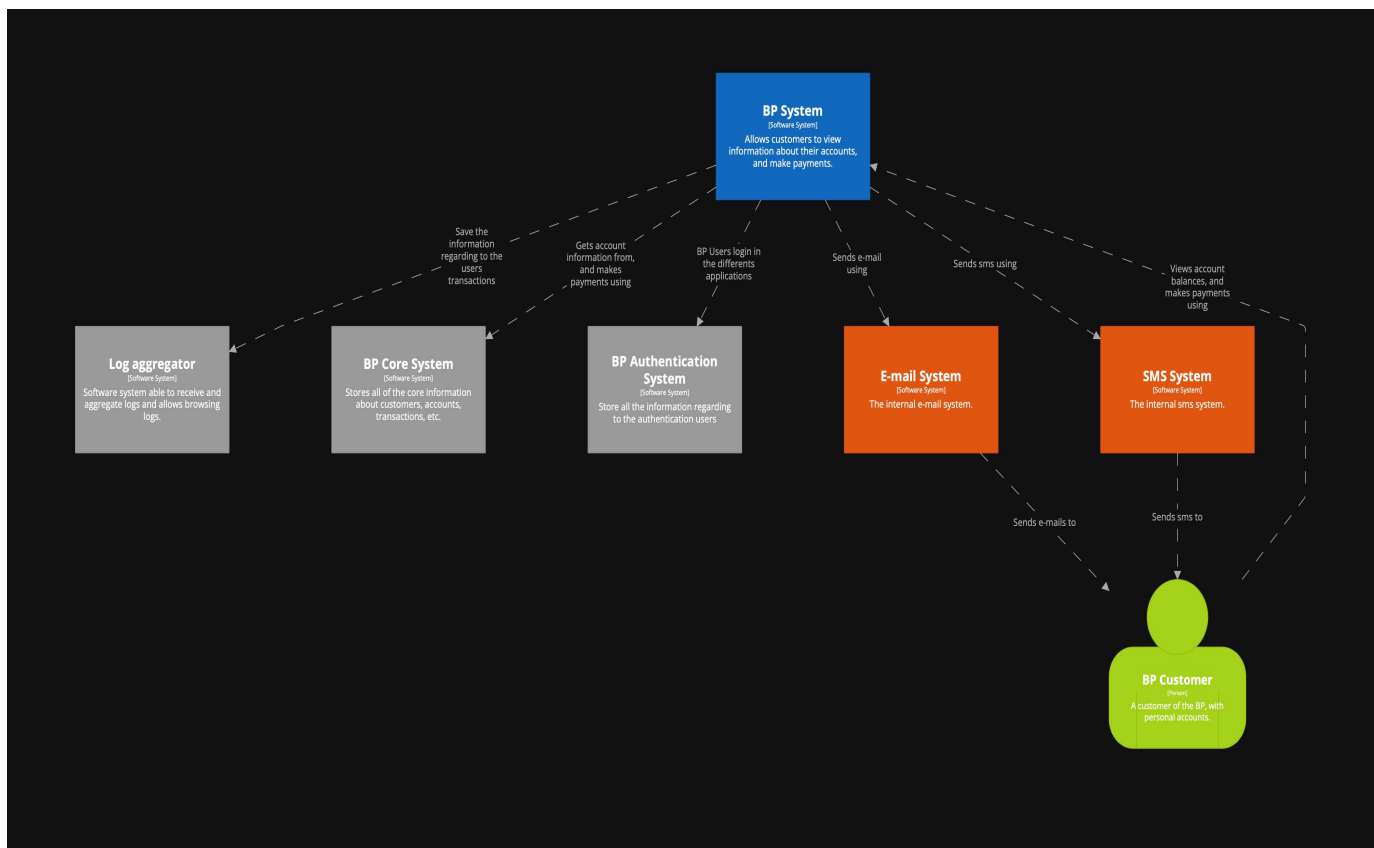 BP System
[Software System]
Allows customers to view
information about their accounts,
and make payments.
Save the
information
regarding to the
users
transactions
Gets account
information from,
and makes
payments using
BP Users login in
the differents
applications
Sends e-mail
using
Sends sms using
Views account
balances, and
makes payments
using
Log aggregator
[Software System]
Software system able to receive and
aggregate logs and allows browsing
logs.
BP Core System
[Software System]
Stores all of the core information
about customers, accounts,
transactions, etc.
BP Authentication
System
[Software System]
Store all the information regarding
to the authentication users
E-mail System
[Software System]
The internal e-mail system.
SMS System
[Software System]
The internal sms system.
Sends e-mails to
Sends sms to
BP Customer
[Person]
A customer of the BP, with
personal accounts.